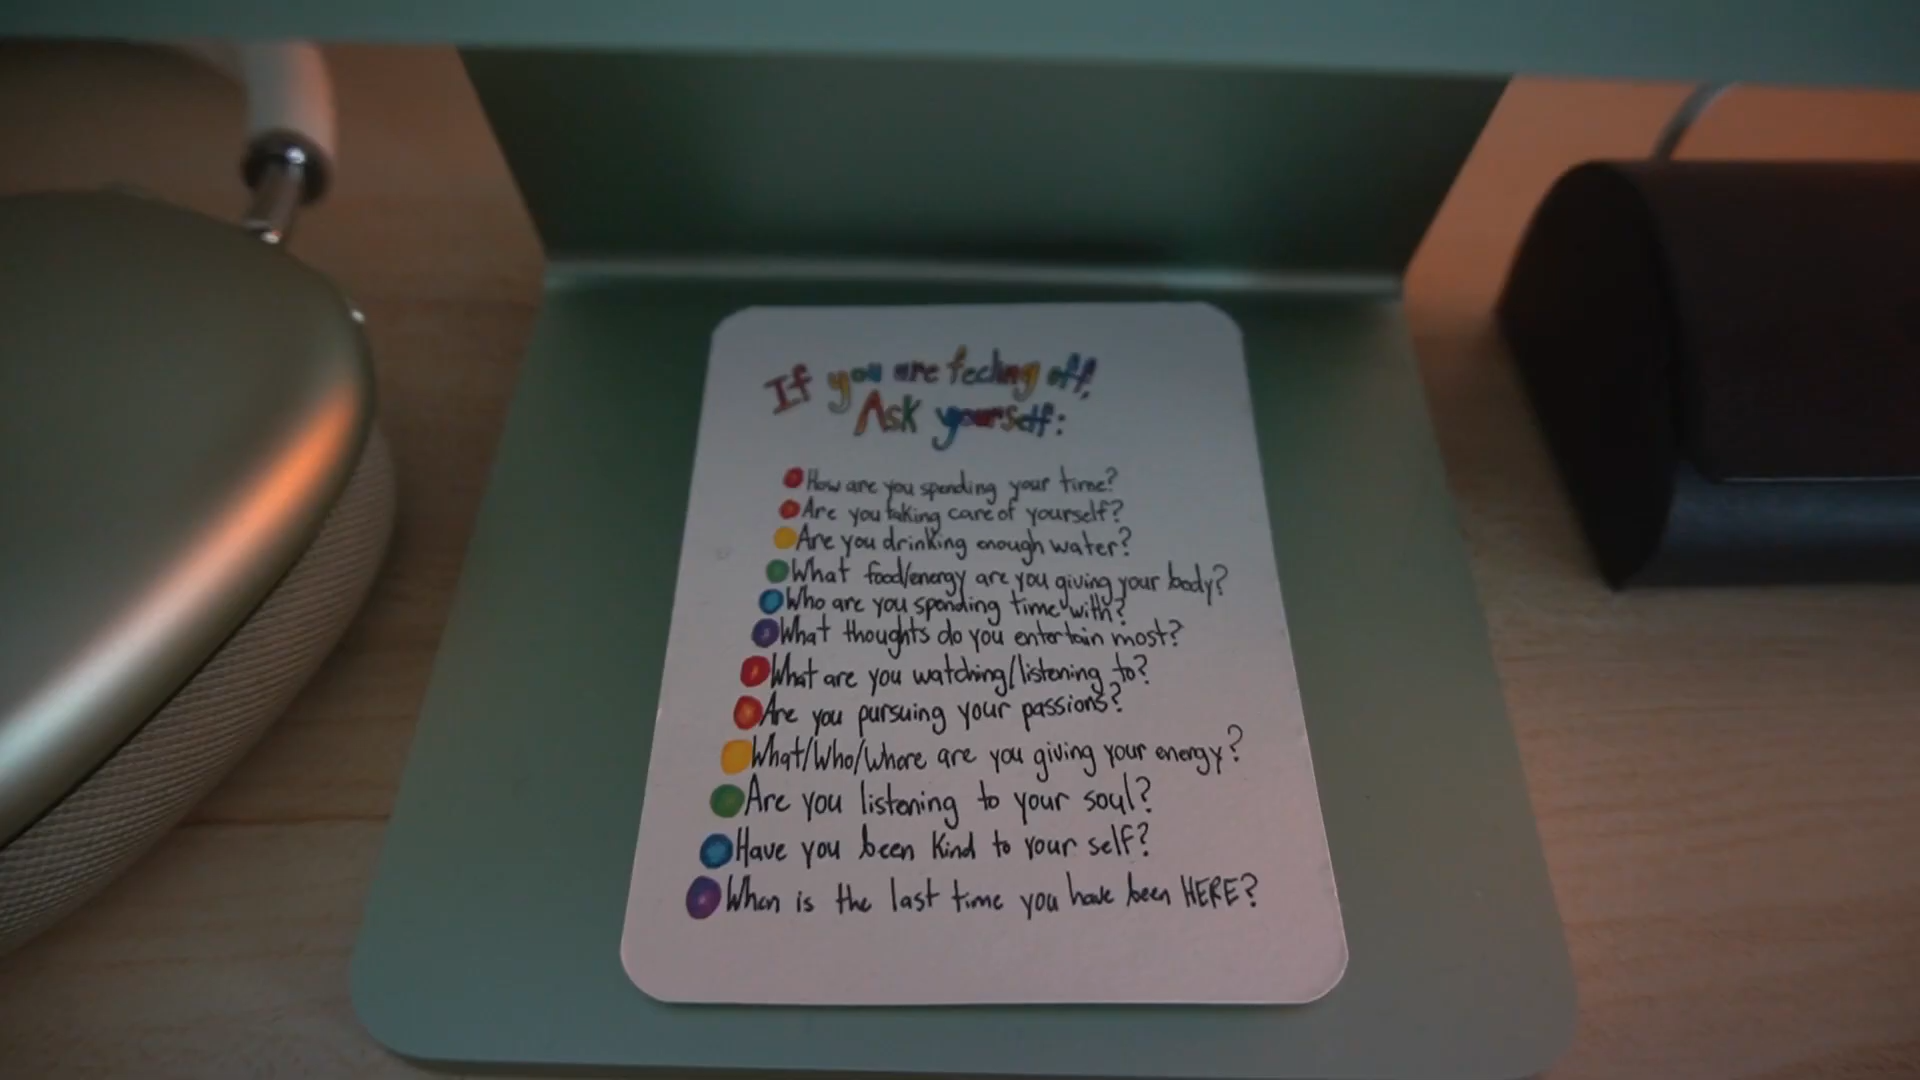 If you are feeling off,
Ask yourself:
How are you spending your time?
Are you taking care of yourself?
Are you drinking enough water?
What food/energy are you giving your body?
Who are you spending time with?
What thoughts do you entertain most?
What are you watching/listening to?
Are you pursuing your passions?
What/Who/Where are you giving your energy?
Are you listening to your soul?
Have you been kind to your self?
When is the last time you have been HERE?